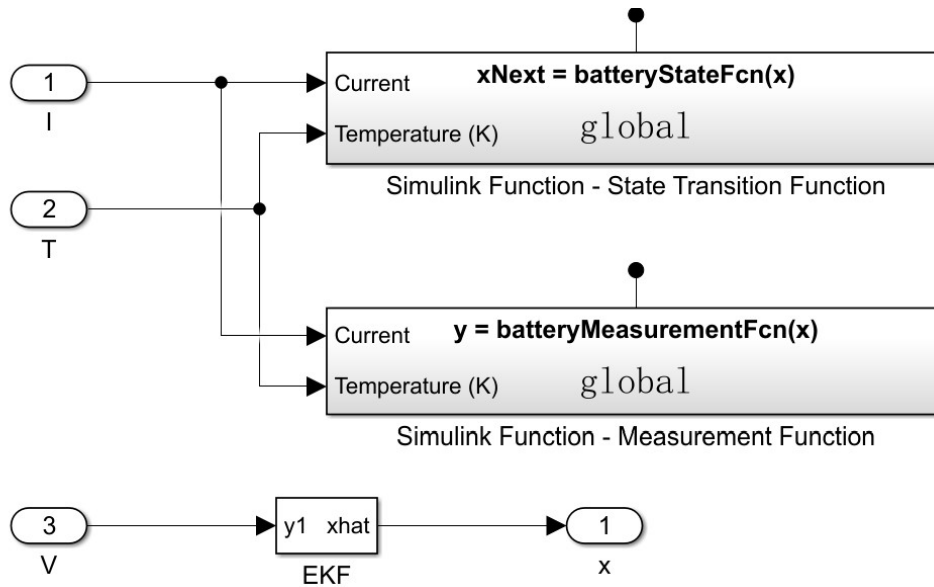 1
I
Current
xNext = batteryStateFcn(x)
Temperature (K)
global
Simulink Function - State Transition Function
2
T
Current
y = batteryMeasurementFcn(x)
Temperature (K)
global
Simulink Function - Measurement Function
3
V
y1 xhat
EKF
1
x